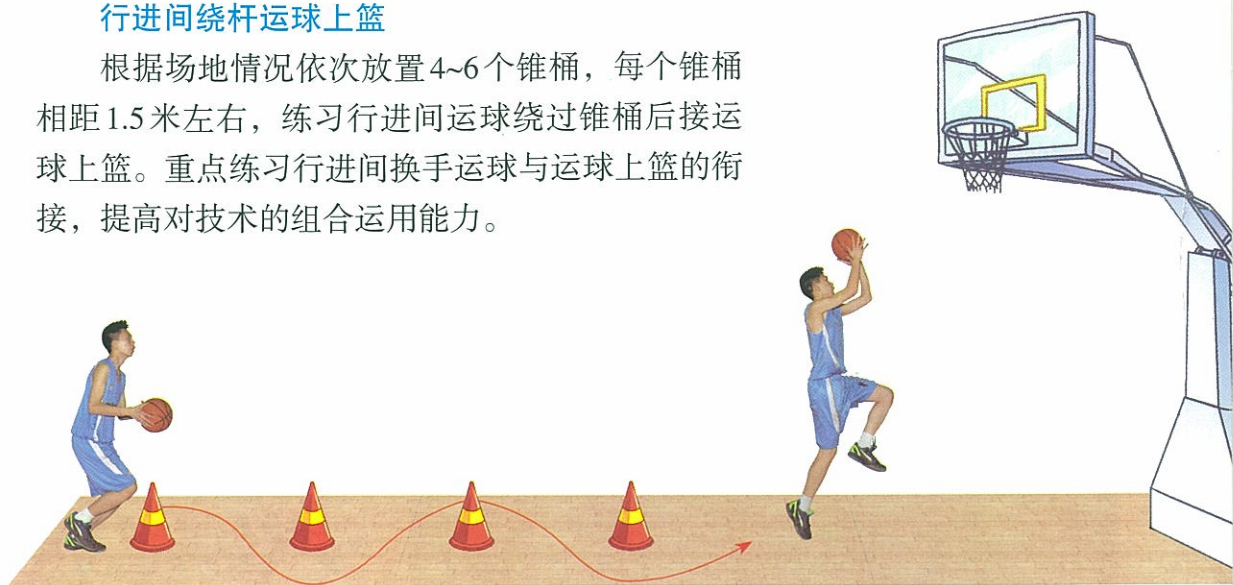 行进间绕杆运球上篮
根据场地情况依次放置4~6个锥桶，每个锥桶
相距1.5米左右，练习行进间运球绕过锥桶后接运
球上篮。重点练习行进间换手运球与运球上篮的衔
接，提高对技术的组合运用能力。